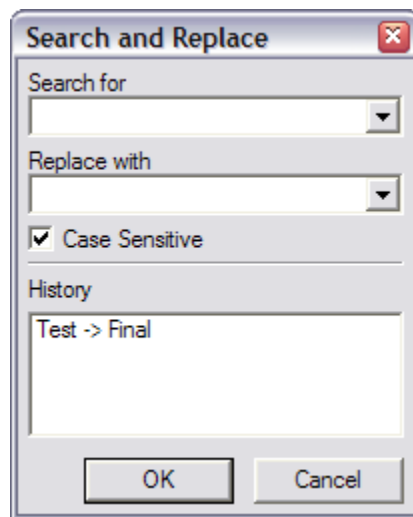 Search and Replace
Search for
Replace with
Case Sensitive
History
Test -> Final
OK
Cancel